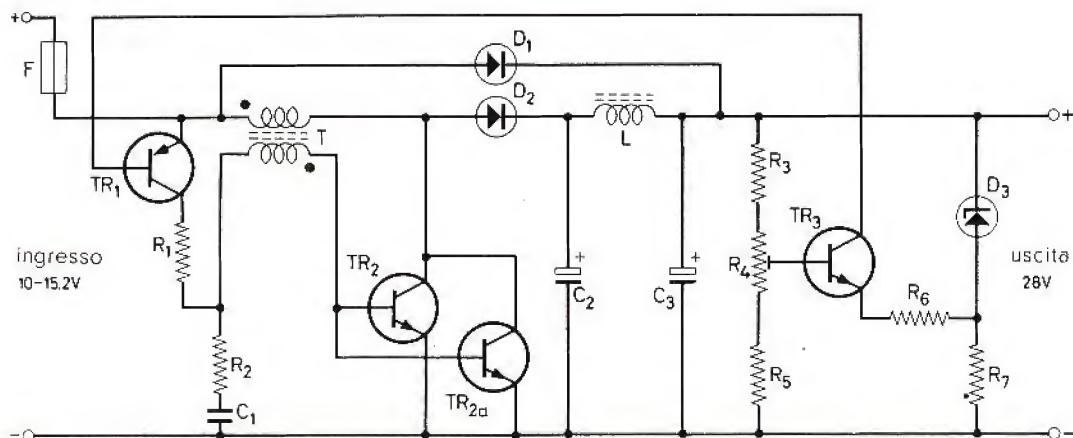 +
F
D1
D2
T
L
TR1
R1
R2
C1
TR2
TR2a
C2
+
C3
+
R3
R4
R5
TR3
R6
D3
R7
ingresso
10-15.2V
uscita
28V
+
−
+